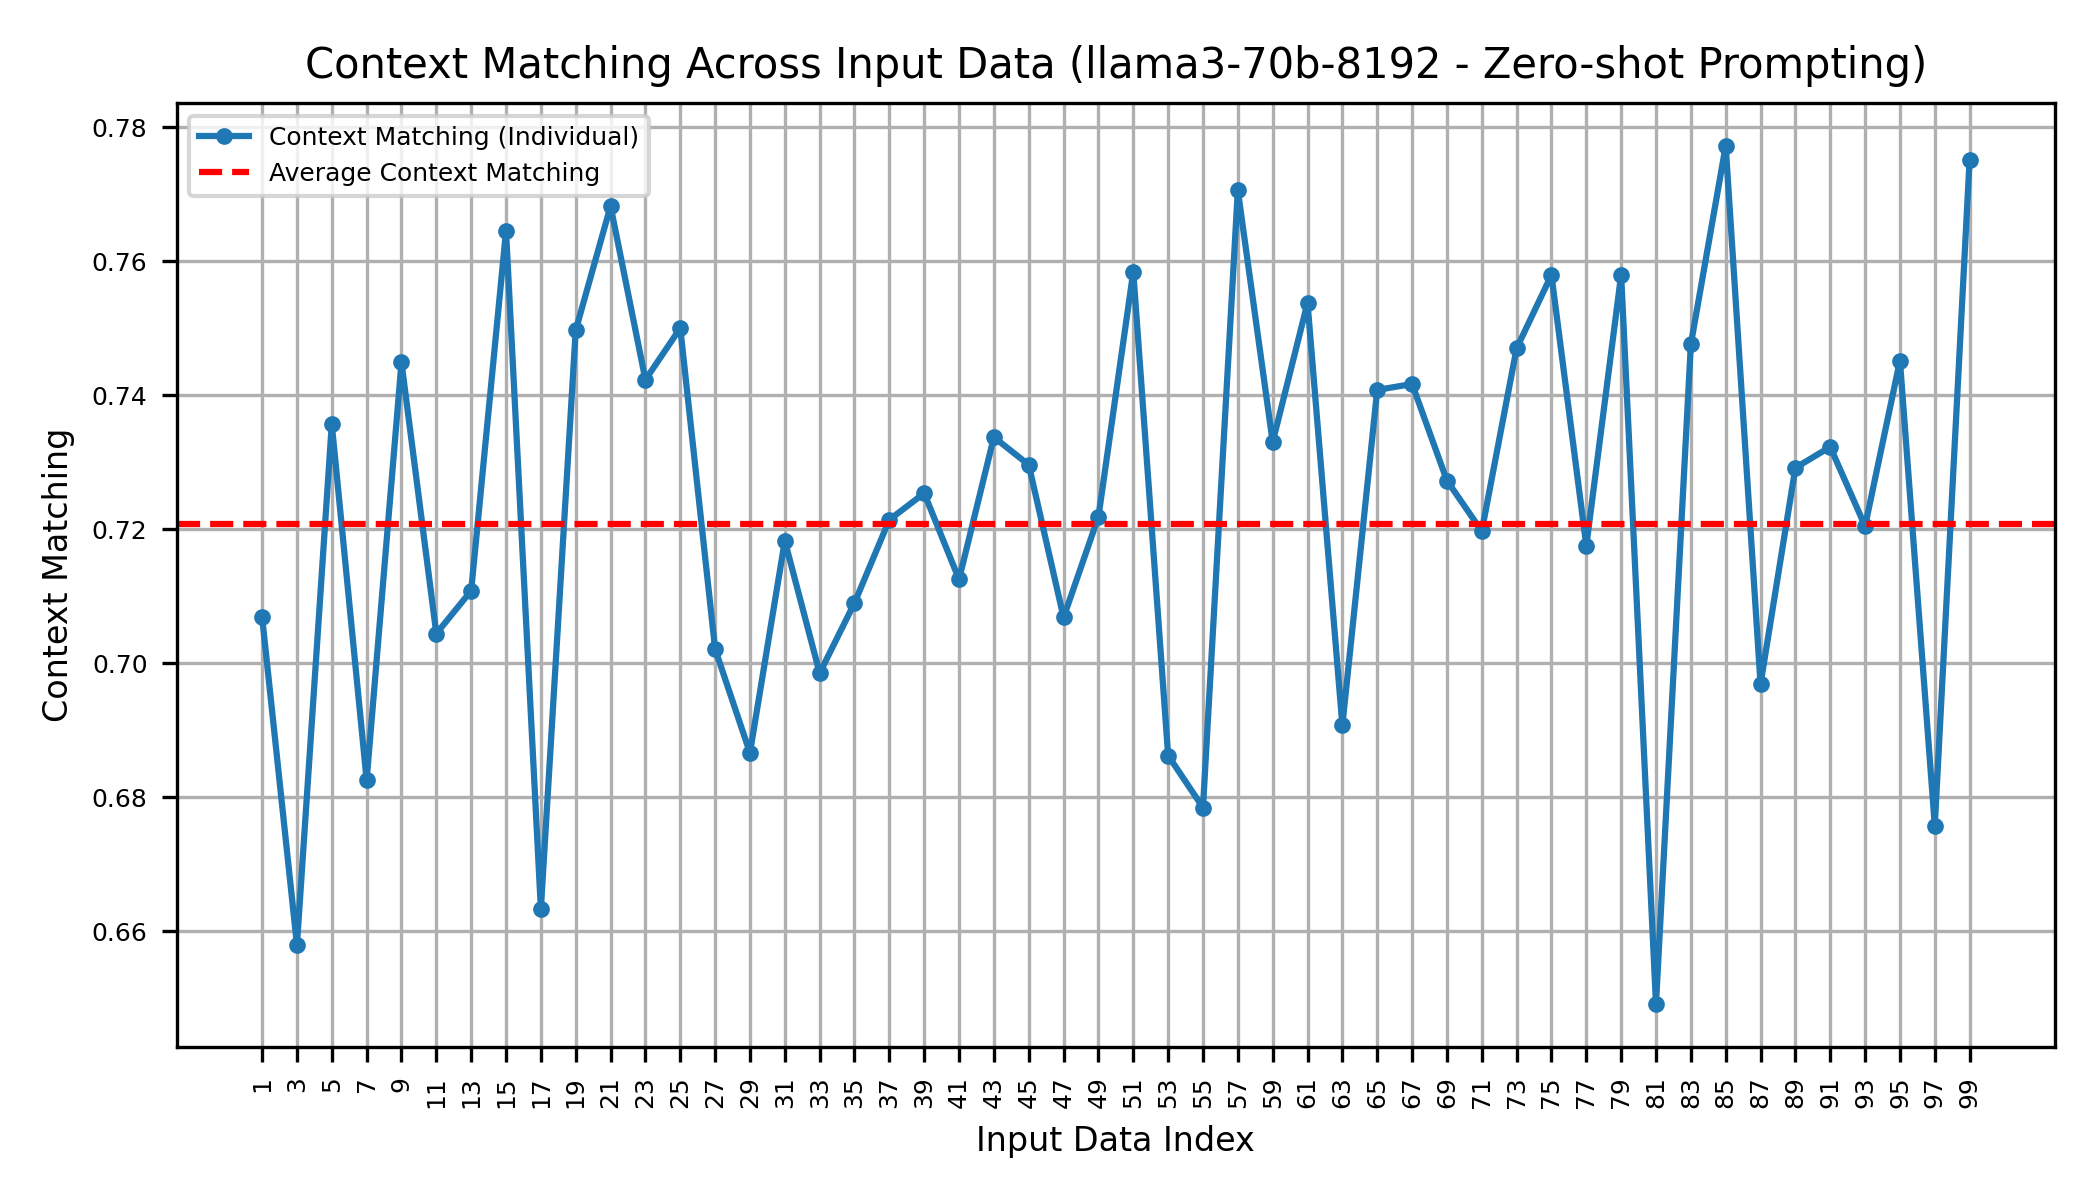 Context Matching Across Input Data (llama3-70b-8192 - Zero-shot Prompting)
Context Matching (Individual)
Average Context Matching
Context Matching
0.78
0.76
0.74
0.72
0.70
0.68
0.66
1 3 5 7 9 11 13 15 17 19 21 23 25 27 29 31 33 35 37 39 41 43 45 47 49 51 53 55 57 59 61 63 65 67 69 71 73 75 77 79 81 83 85 87 89 91 93 95 97 99
Input Data Index